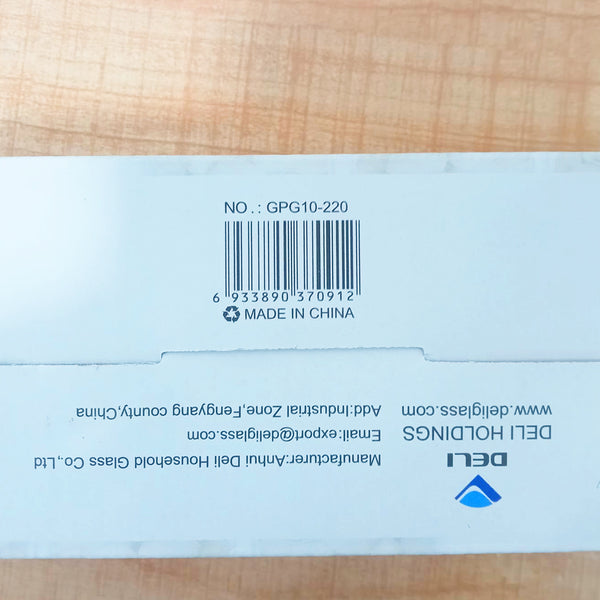 NO.: GPG10-220
6 933890 370912
MADE IN CHINA
DELI
DELI HOLDINGS
www.deliglass.com
Manufacturer:Anhui Deli Household Glass Co.,Ltd
Email:export@deliglass.com
Add:Industrial Zone,Fengyang county,China